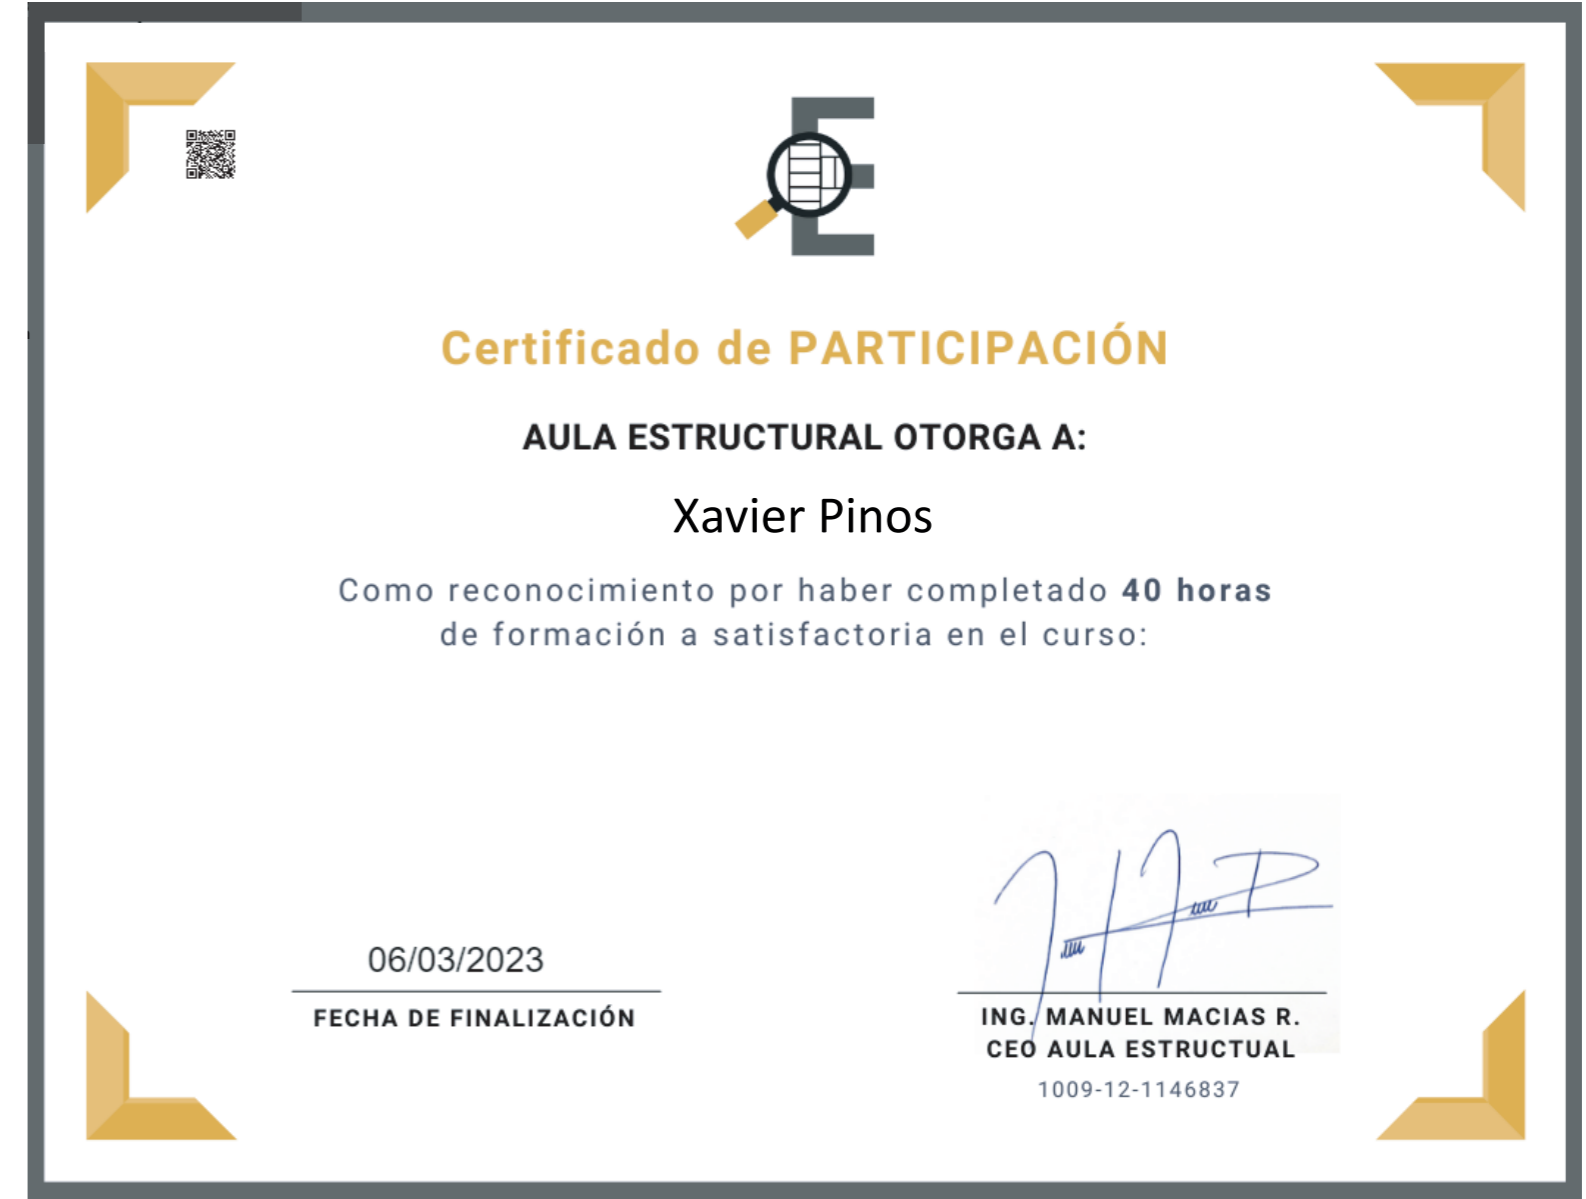 E
Certificado de PARTICIPACIÓN
AULA ESTRUCTURAL OTORGA A:
Xavier Pinos
Como reconocimiento por haber completado 40 horas
de formación a satisfactoria en el curso:
06/03/2023
FECHA DE FINALIZACIÓN
ING. MANUEL MACIAS R.
CEO AULA ESTRUCTUAL
1009-12-1146837